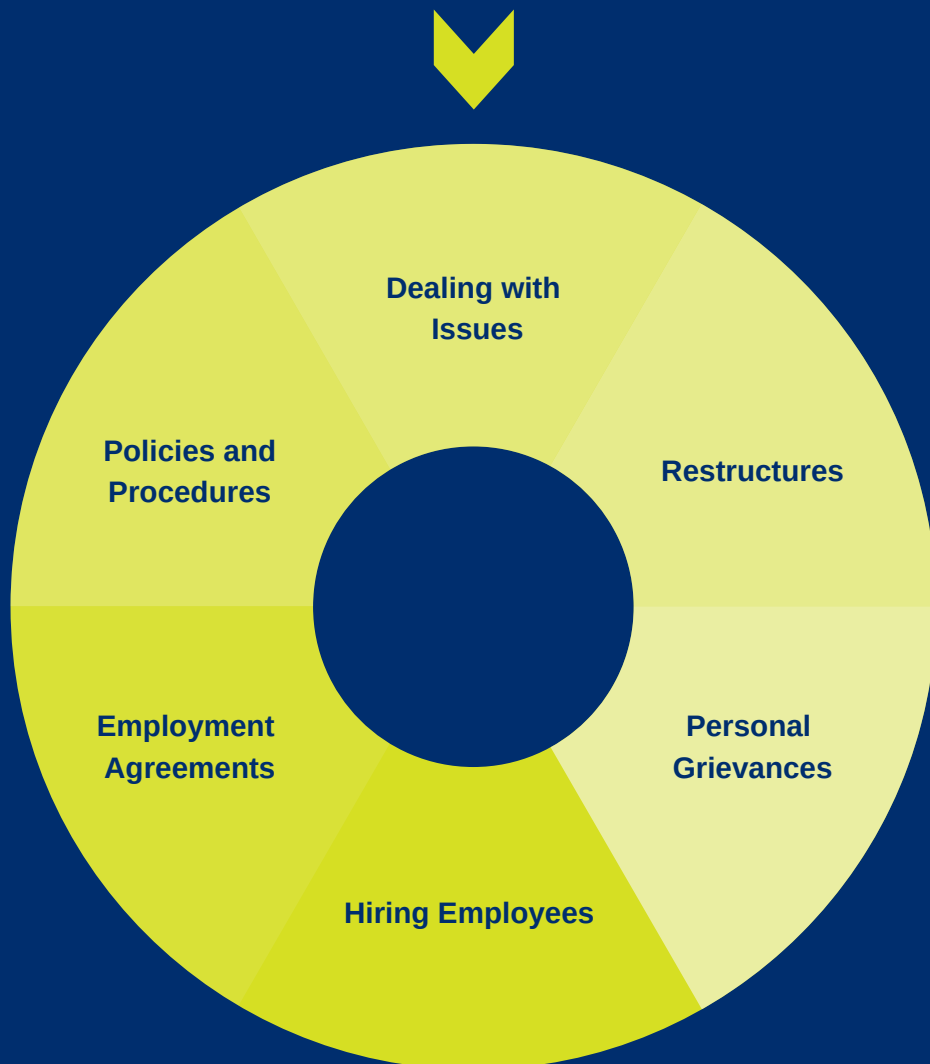 Dealing with
Issues
Restructures
Personal
Grievances
Hiring Employees
Employment
Agreements
Policies and
Procedures